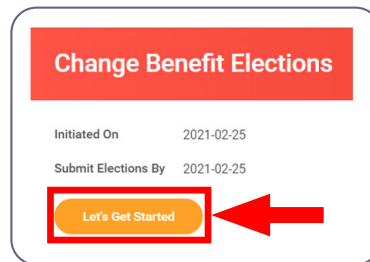 Change Benefit Elections
Initiated On 2021-02-25
Submit Elections By 2021-02-25
Let's Get Started